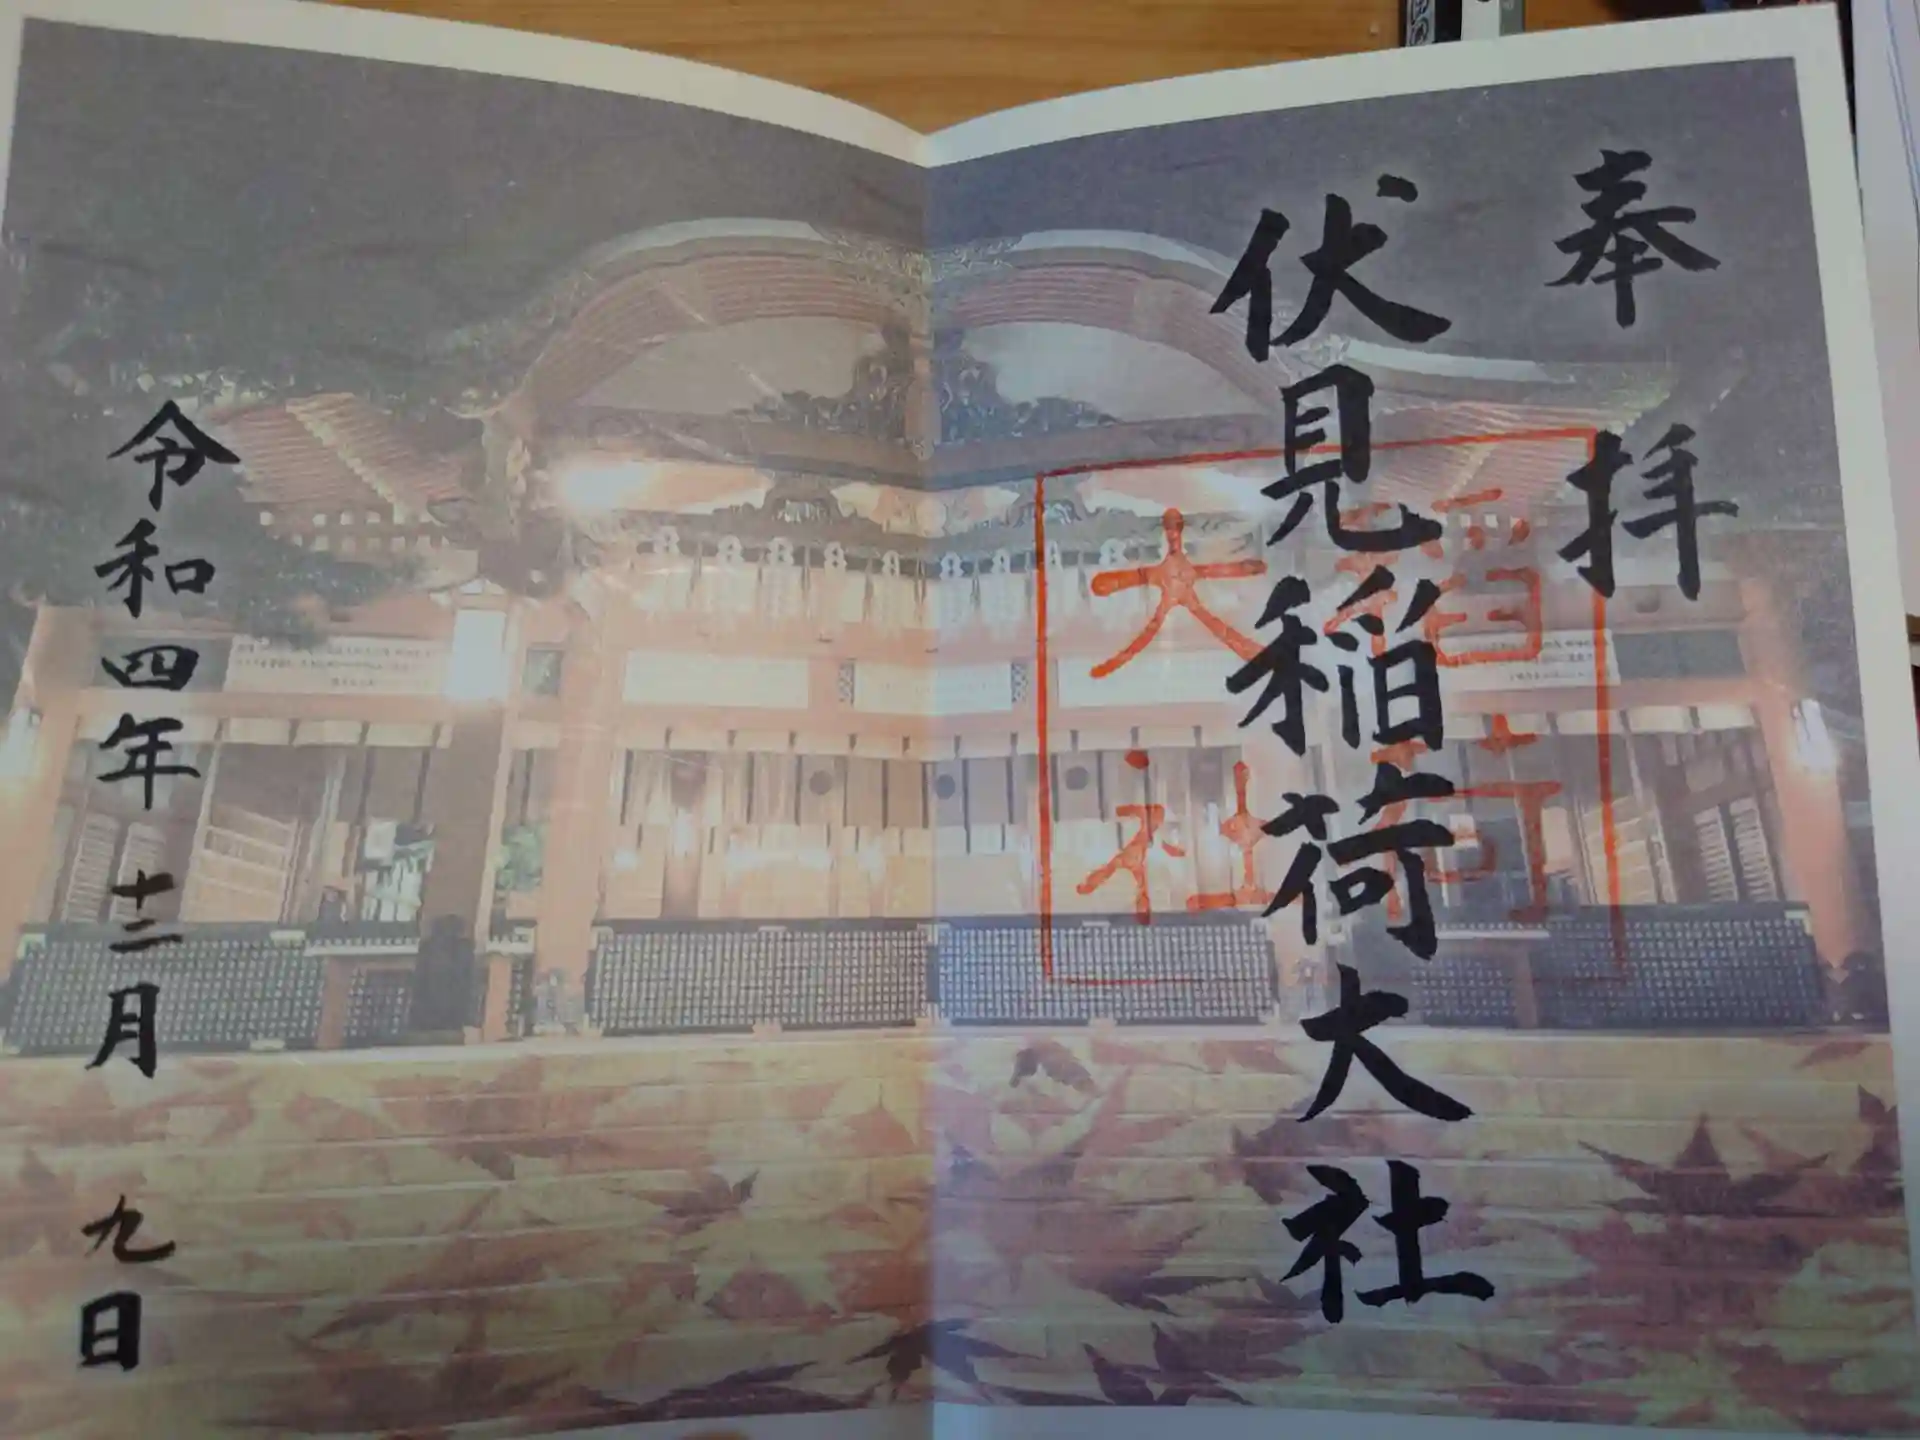 奉拝
伏見稲荷大社
稲荷
大社
令和四年十二月九日